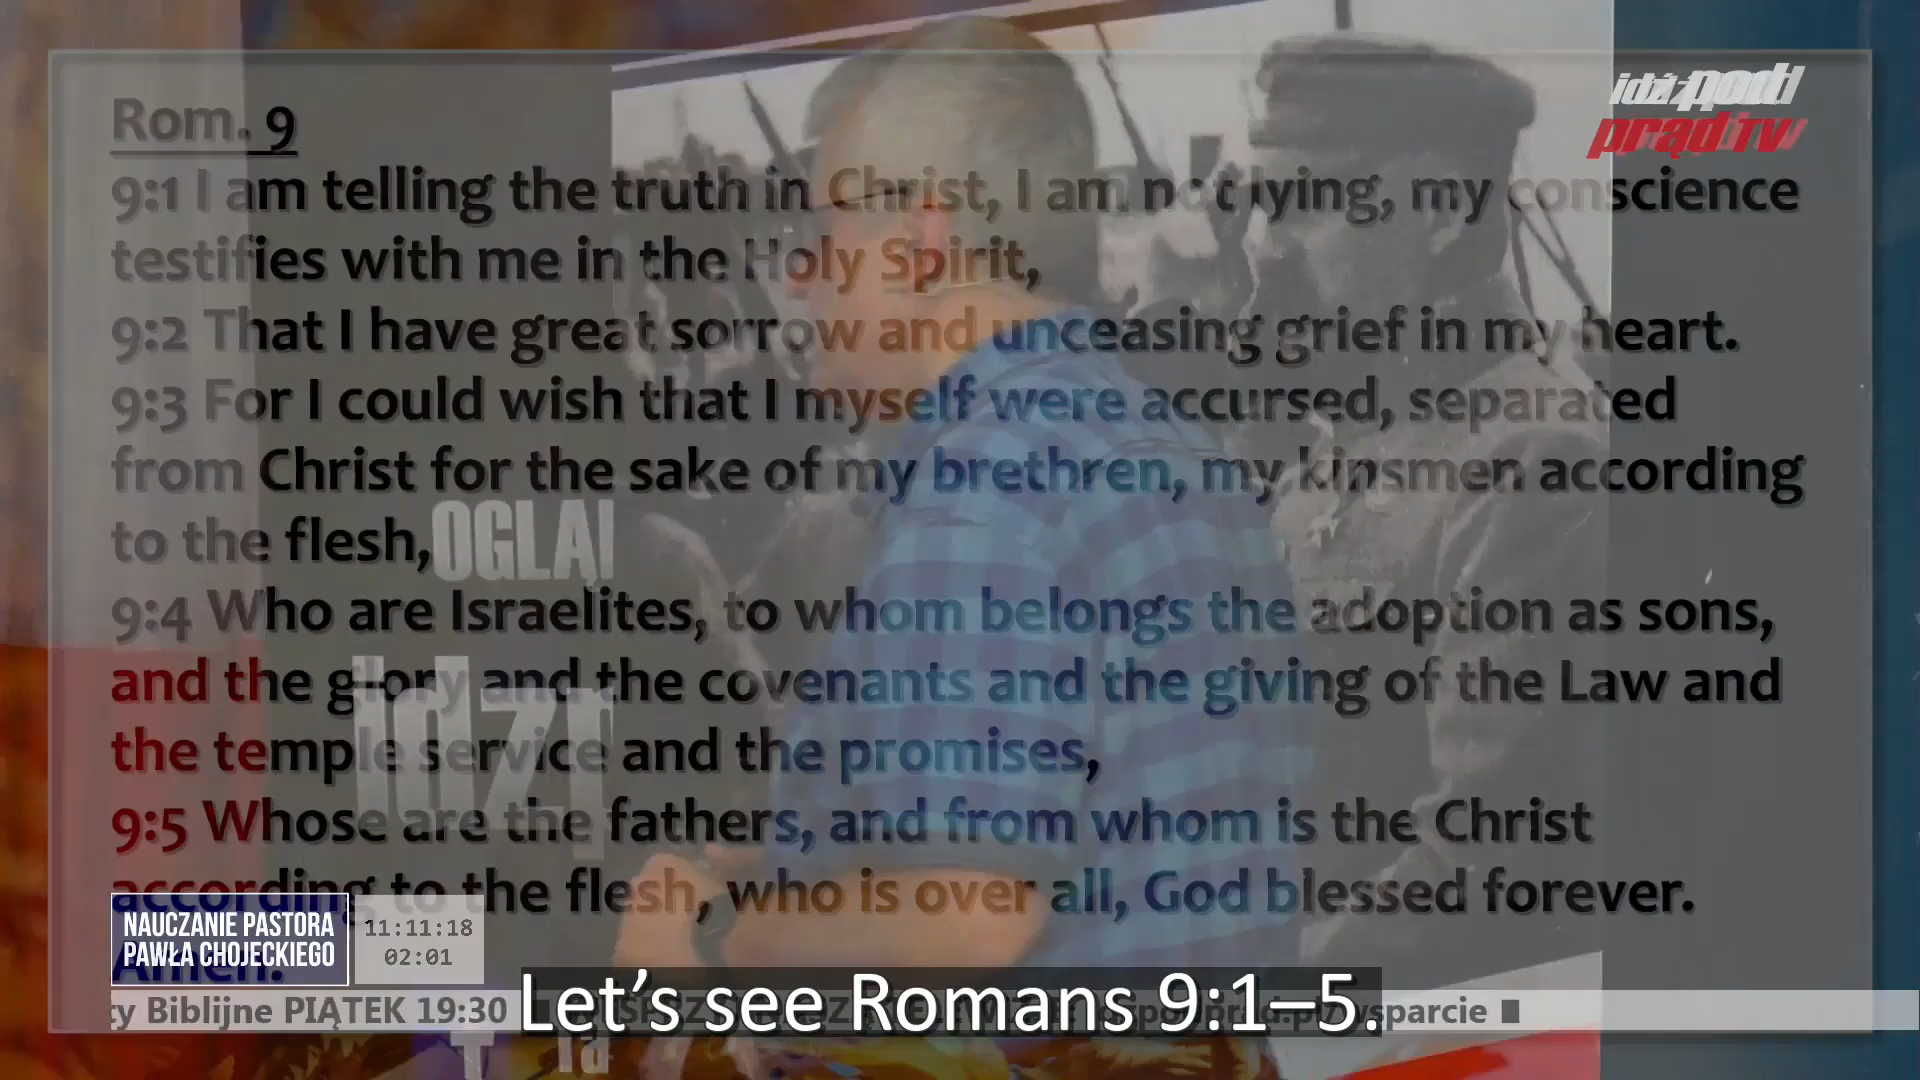 Rom. 9
idź pod
prąd TV
9:1 I am telling the truth in Christ, I am not lying, my conscience
testifies with me in the Holy Spirit,
9:2 That I have great sorrow and unceasing grief in my heart.
9:3 For I could wish that I myself were accursed, separated
from Christ for the sake of my brethren, my kinsmen according
to the flesh,
OGLĄ
9:4 Who are Israelites, to whom belongs the adoption as sons,
and the glory and the covenants and the giving of the Law and
idź
the temple service and the promises,
9:5 Whose are the fathers, and from whom is the Christ
according to the flesh, who is over all, God blessed forever.
Amen.
NAUCZANIE PASTORA
PAWŁA CHOJECKIEGO
11:11:18
02:01
ty Biblijne PIĄTEK 19:30
Let's see Romans 9:1–5.
sparcie